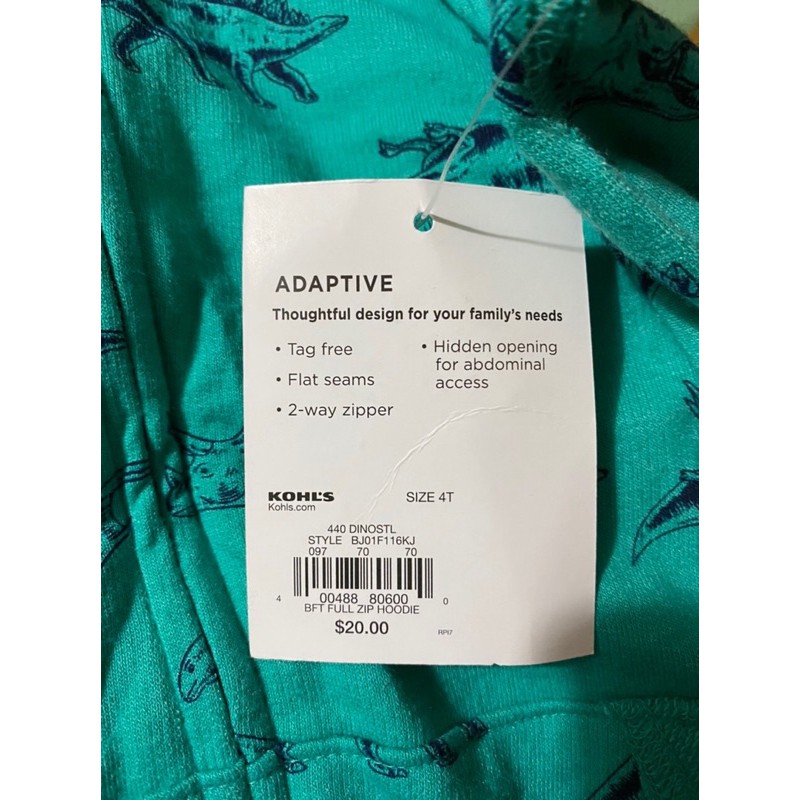 ADAPTIVE
Thoughtful design for your family's needs
• Tag free
• Flat seams
• 2-way zipper
• Hidden opening
for abdominal
access
KOHL'S
Kohls.com
SIZE 4T
440 DINOSTL
STYLE BJ01F116KJ
097 70 70
4 00488 80600 0
BFT FULL ZIP HOODIE
$20.00
RPI7